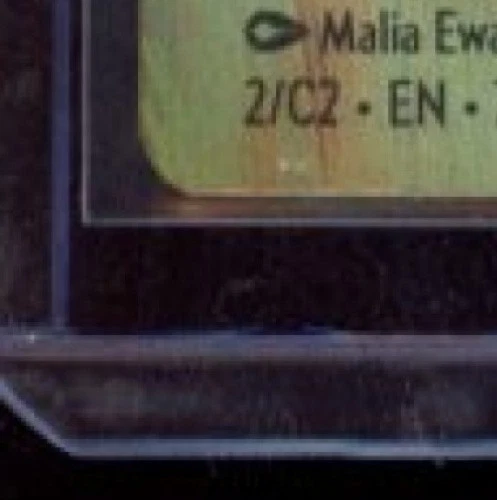 Malia Ewa
2/C2 • EN •